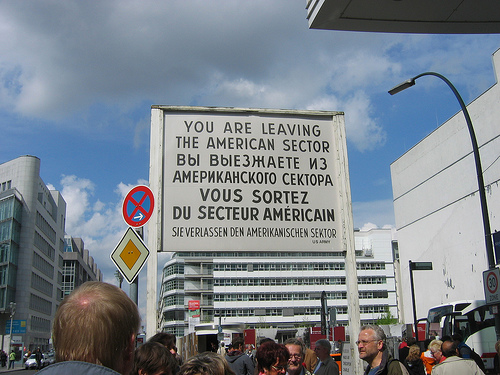 YOU ARE LEAVING
THE AMERICAN SECTOR
ВЫ ВЫЕЗЖАЕТЕ ИЗ
АМЕРИКАНСКОГО СЕКТОРА
VOUS SORTEZ
DU SECTEUR AMÉRICAIN
SIE VERLASSEN DEN AMERIKANISCHEN SEKTOR
US ARMY